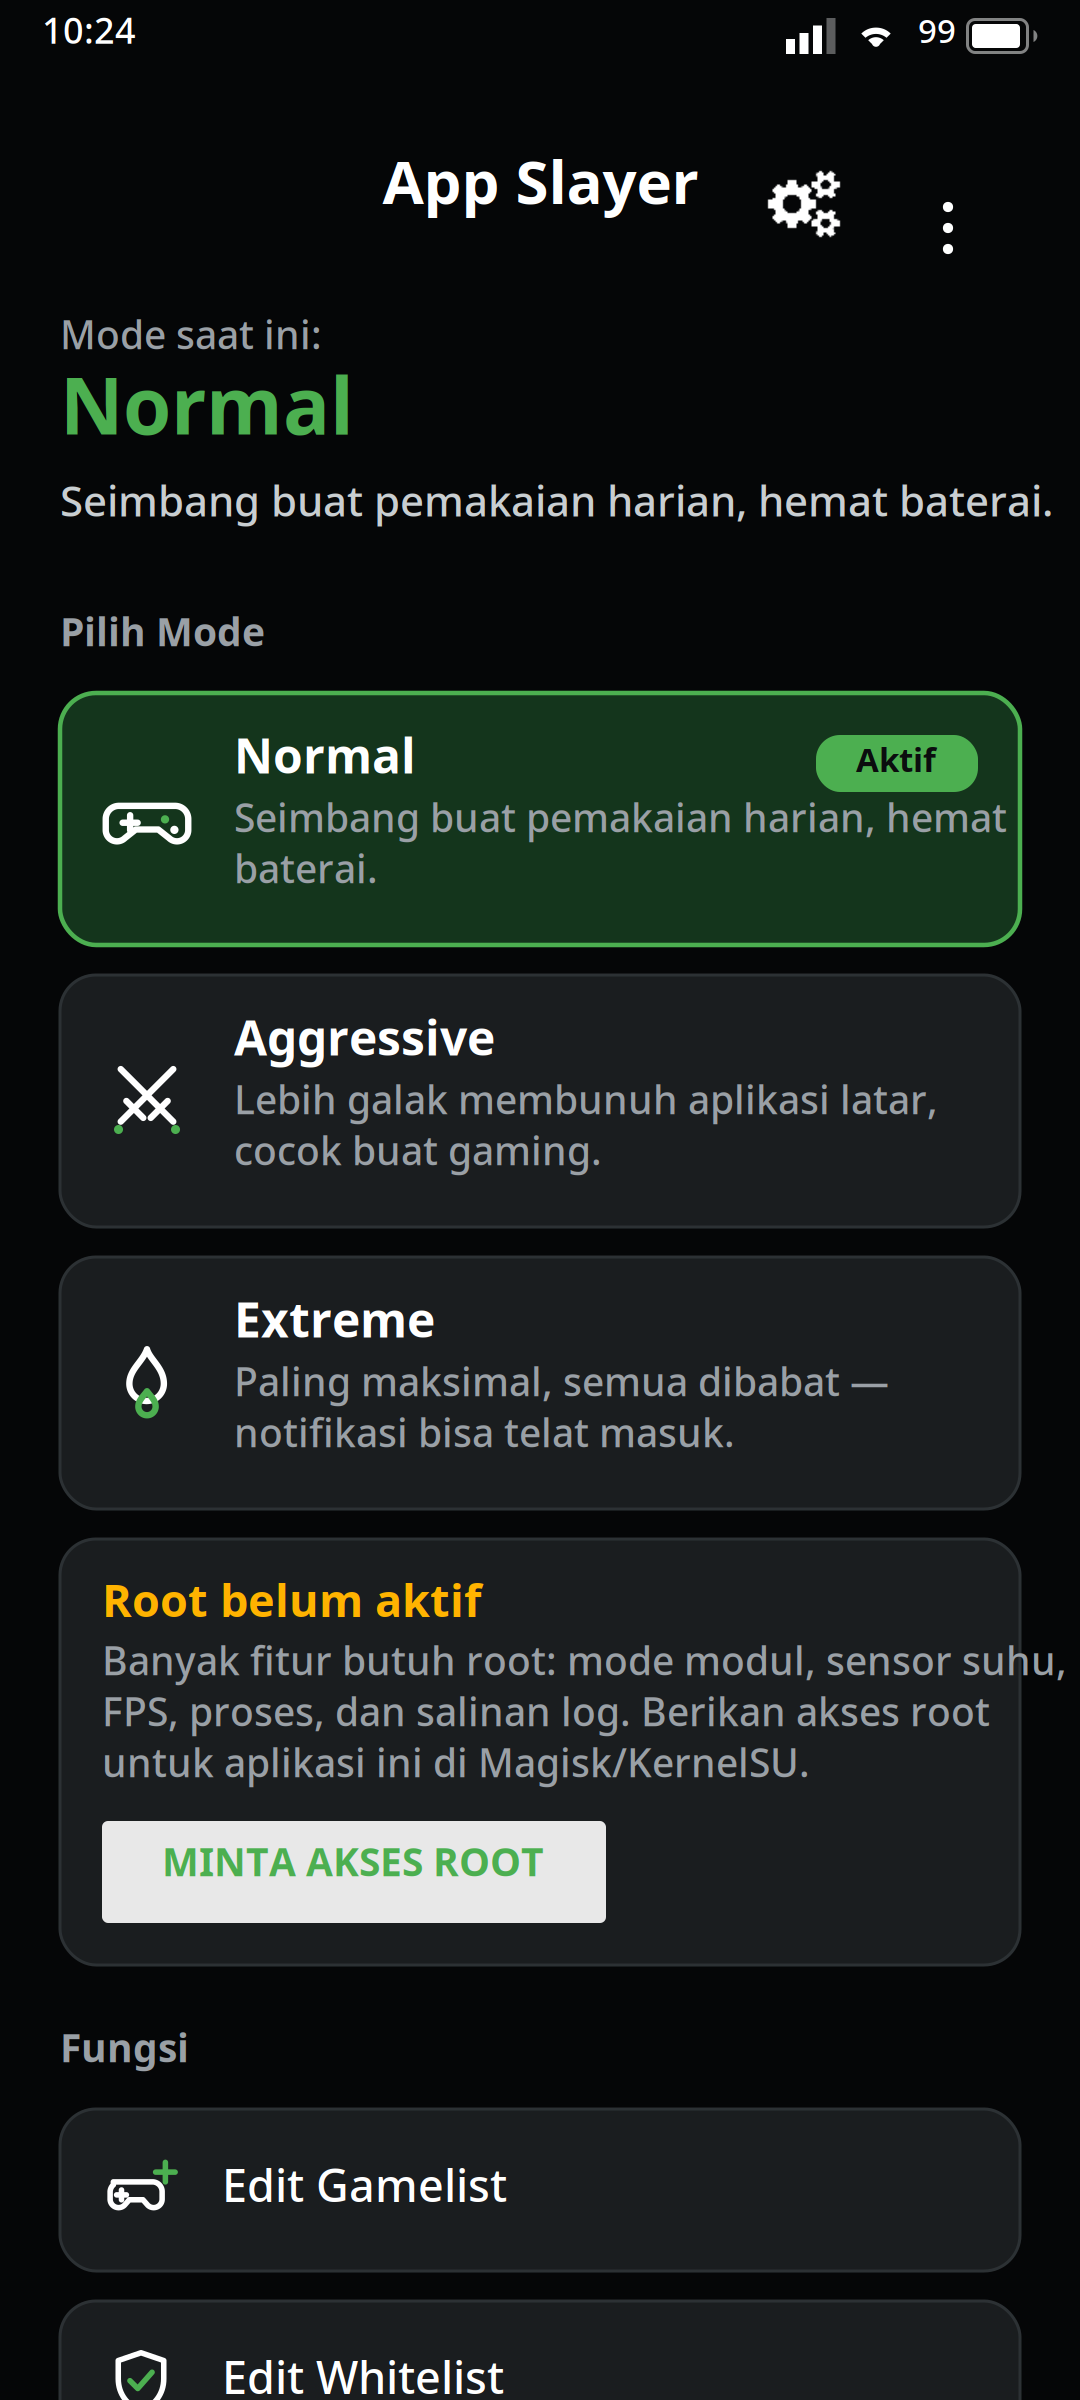 10:24
99
App Slayer
Mode saat ini:
Normal
Seimbang buat pemakaian harian, hemat baterai.
Pilih Mode
Normal
Aktif
Seimbang buat pemakaian harian, hemat
baterai.
Aggressive
Lebih galak membunuh aplikasi latar,
cocok buat gaming.
Extreme
Paling maksimal, semua dibabat —
notifikasi bisa telat masuk.
Root belum aktif
Banyak fitur butuh root: mode modul, sensor suhu,
FPS, proses, dan salinan log. Berikan akses root
untuk aplikasi ini di Magisk/KernelSU.
MINTA AKSES ROOT
Fungsi
Edit Gamelist
Edit Whitelist